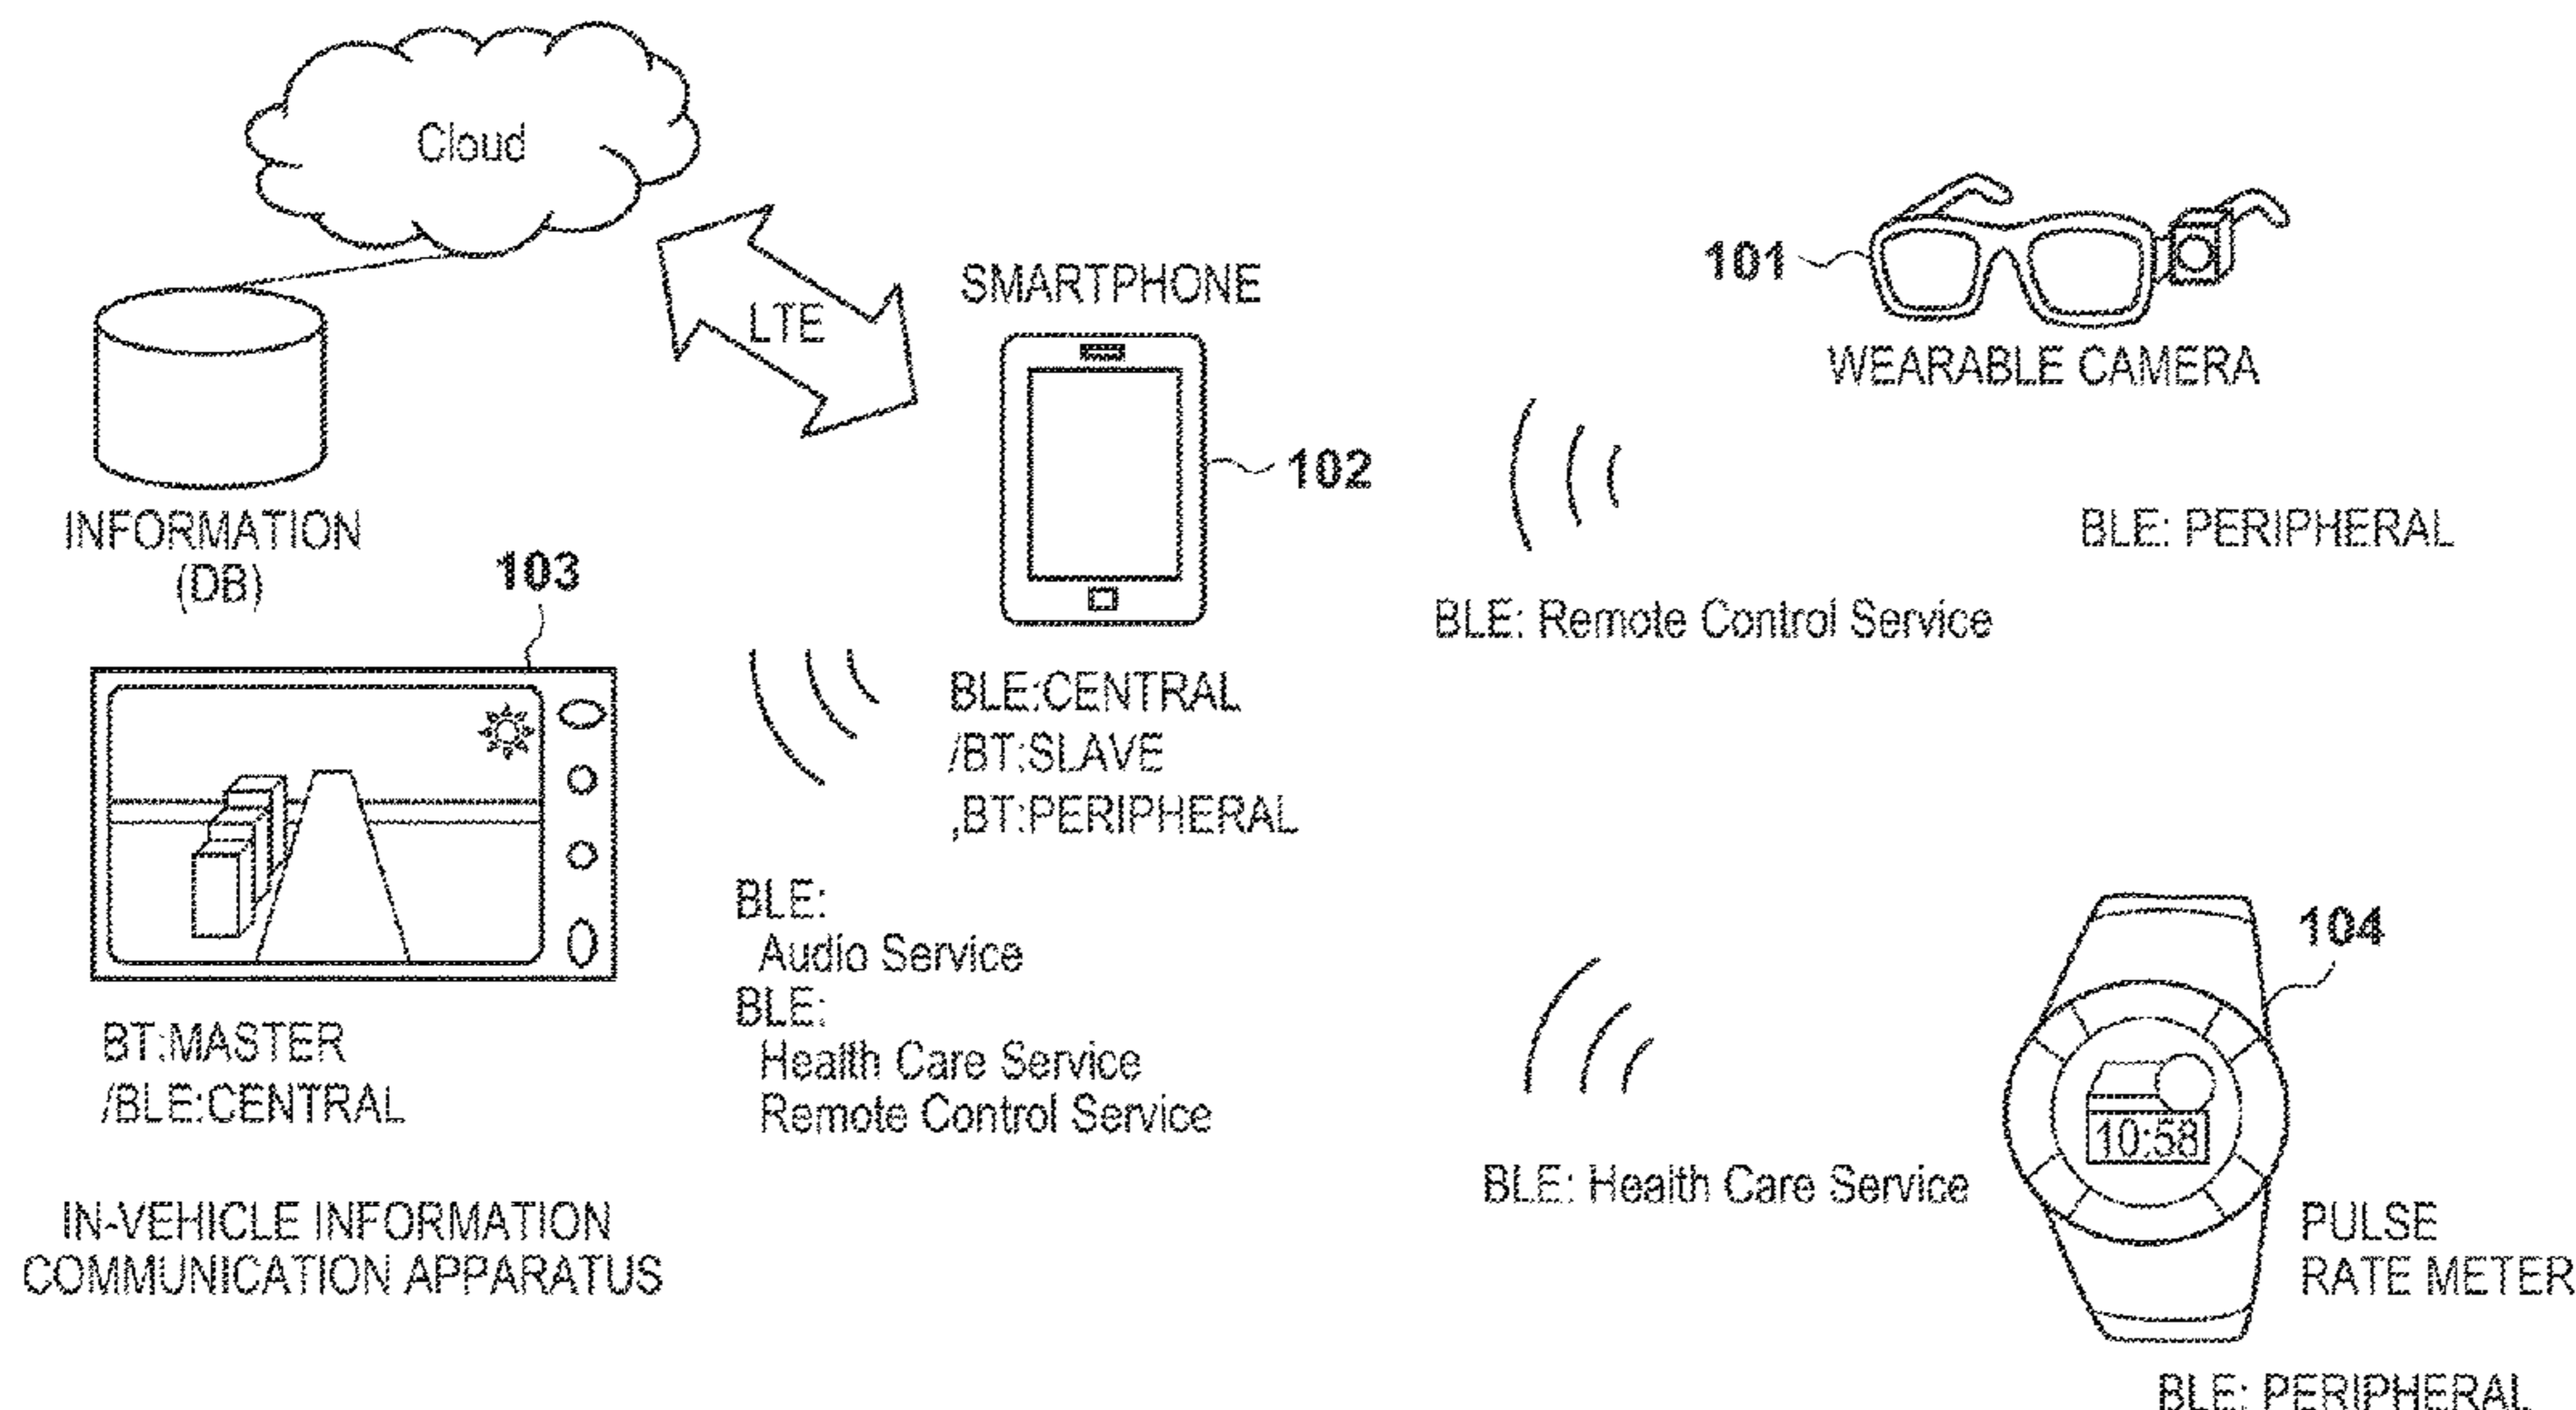 Cloud
LTE
SMARTPHONE
101
WEARABLE CAMERA
102
INFORMATION
(DB)
103
BLE: PERIPHERAL
BLE: Remote Control Service
BLE:CENTRAL
/BT:SLAVE
,BT:PERIPHERAL
BLE:
Audio Service
BLE:
Health Care Service
Remote Control Service
BT:MASTER
/BLE:CENTRAL
IN-VEHICLE INFORMATION
COMMUNICATION APPARATUS
104
10:58
BLE: Health Care Service
PULSE
RATE METER
BLE: PERIPHERAL